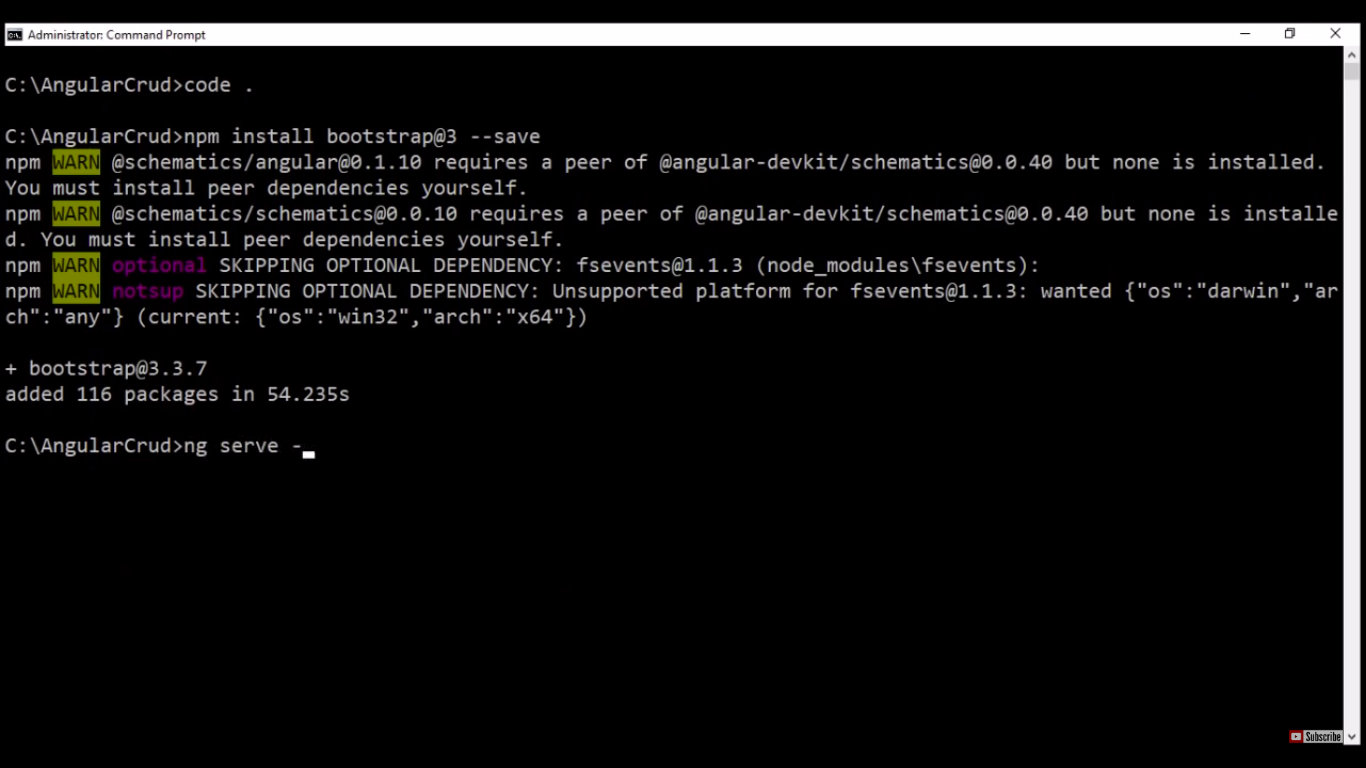 Administrator: Command Prompt
C:\AngularCrud>code .
C:\AngularCrud>npm install bootstrap@3 --save
npm WARN @schematics/angular@0.1.10 requires a peer of @angular-devkit/schematics@0.0.40 but none is installed.
You must install peer dependencies yourself.
npm WARN @schematics/schematics@0.0.10 requires a peer of @angular-devkit/schematics@0.0.40 but none is installe
d. You must install peer dependencies yourself.
npm WARN optional SKIPPING OPTIONAL DEPENDENCY: fsevents@1.1.3 (node_modules\fsevents):
npm WARN notsup SKIPPING OPTIONAL DEPENDENCY: Unsupported platform for fsevents@1.1.3: wanted {"os":"darwin","ar
ch":"any"} (current: {"os":"win32","arch":"x64"})
+ bootstrap@3.3.7
added 116 packages in 54.235s
C:\AngularCrud>ng serve -
Subscribe